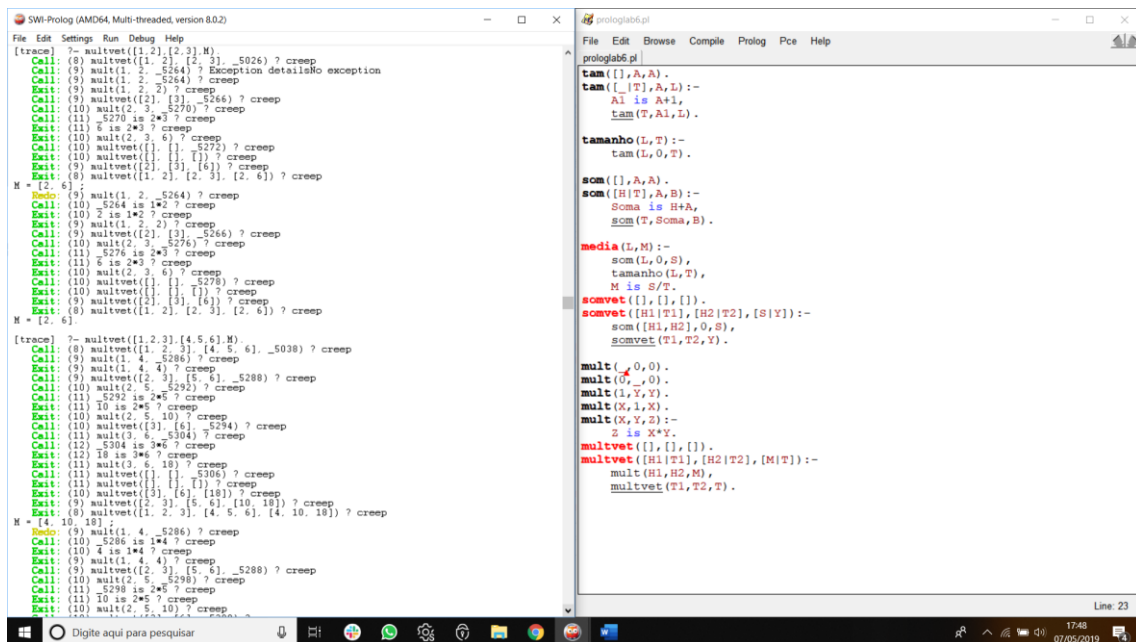 SWI-Prolog (AMD64, Multi-threaded, version 8.0.2)
File Edit Settings Run Debug Help
[trace] ?- multvet([1,2],[2,3],M).
Call: (8) multvet([1, 2], [2, 3], _5026) ? creep
Call: (9) mult(1, 2, _5264) ? Exception detailsNo exception
Call: (9) mult(1, 2, _5264) ? creep
Exit: (9) mult(1, 2, 2) ? creep
Call: (9) multvet([2], [3], _5266) ? creep
Call: (10) mult(2, 3, _5270) ? creep
Call: (11) _5270 is 2*3 ? creep
Exit: (11) 6 is 2*3 ? creep
Exit: (10) mult(2, 3, 6) ? creep
Call: (10) multvet([], [], _5272) ? creep
Exit: (10) multvet([], [], []) ? creep
Exit: (9) multvet([2], [3], [6]) ? creep
Exit: (8) multvet([1, 2], [2, 3], [2, 6]) ? creep
M = [2, 6] ;
Redo: (9) mult(1, 2, _5264) ? creep
Call: (10) _5264 is 1*2 ? creep
Exit: (10) 2 is 1*2 ? creep
Exit: (9) mult(1, 2, 2) ? creep
Call: (9) multvet([2], [3], _5266) ? creep
Call: (10) mult(2, 3, _5276) ? creep
Call: (11) _5276 is 2*3 ? creep
Exit: (11) 6 is 2*3 ? creep
Exit: (10) mult(2, 3, 6) ? creep
Call: (10) multvet([], [], _5278) ? creep
Exit: (10) multvet([], [], []) ? creep
Exit: (9) multvet([2], [3], [6]) ? creep
Exit: (8) multvet([1, 2], [2, 3], [2, 6]) ? creep
M = [2, 6].
[trace] ?- multvet([1,2,3],[4,5,6],M).
Call: (8) multvet([1, 2, 3], [4, 5, 6], _5038) ? creep
Call: (9) mult(1, 4, _5286) ? creep
Exit: (9) mult(1, 4, 4) ? creep
Call: (9) multvet([2, 3], [5, 6], _5288) ? creep
Call: (10) mult(2, 5, _5292) ? creep
Call: (11) _5292 is 2*5 ? creep
Exit: (11) 10 is 2*5 ? creep
Exit: (10) mult(2, 5, 10) ? creep
Call: (10) multvet([3], [6], _5294) ? creep
Call: (11) mult(3, 6, _5304) ? creep
Call: (12) _5304 is 3*6 ? creep
Exit: (12) 18 is 3*6 ? creep
Exit: (11) mult(3, 6, 18) ? creep
Call: (11) multvet([], [], _5306) ? creep
Exit: (11) multvet([], [], []) ? creep
Exit: (10) multvet([3], [6], [18]) ? creep
Exit: (9) multvet([2, 3], [5, 6], [10, 18]) ? creep
Exit: (8) multvet([1, 2, 3], [4, 5, 6], [4, 10, 18]) ? creep
M = [4, 10, 18] ;
Redo: (9) mult(1, 4, _5286) ? creep
Call: (10) _5286 is 1*4 ? creep
Exit: (10) 4 is 1*4 ? creep
Exit: (9) mult(1, 4, 4) ? creep
Call: (9) multvet([2, 3], [5, 6], _5288) ? creep
Call: (10) mult(2, 5, _5298) ? creep
Call: (11) _5298 is 2*5 ? creep
Exit: (11) 10 is 2*5 ? creep
Exit: (10) mult(2, 5, 10) ? creep
prologlab6.pl
File Edit Browse Compile Prolog Pce Help
prologlab6.pl
tam([],A,A).
tam([_|T],A,L):-
A1 is A+1,
tam(T,A1,L).
tamanho(L,T):-
tam(L,0,T).
som([],A,A).
som([H|T],A,B):-
Soma is H+A,
som(T,Soma,B).
media(L,M):-
som(L,0,S),
tamanho(L,T),
M is S/T.
somvet([],[],[]).
somvet([H1|T1],[H2|T2],[S|Y]):-
som([H1,H2],0,S),
somvet(T1,T2,Y).
mult(_,0,0).
mult(0,_,0).
mult(1,Y,Y).
mult(X,1,X).
mult(X,Y,Z):-
Z is X*Y.
multvet([],[],[]).
multvet([H1|T1],[H2|T2],[M|T]):-
mult(H1,H2,M),
multvet(T1,T2,T).
Line: 23
Digite aqui para pesquisar
17:48
07/05/2019